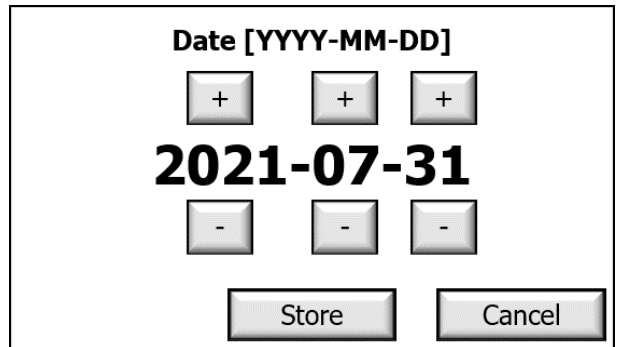 Date [YYYY-MM-DD]
+ + +
2021-07-31
- - -
Store Cancel